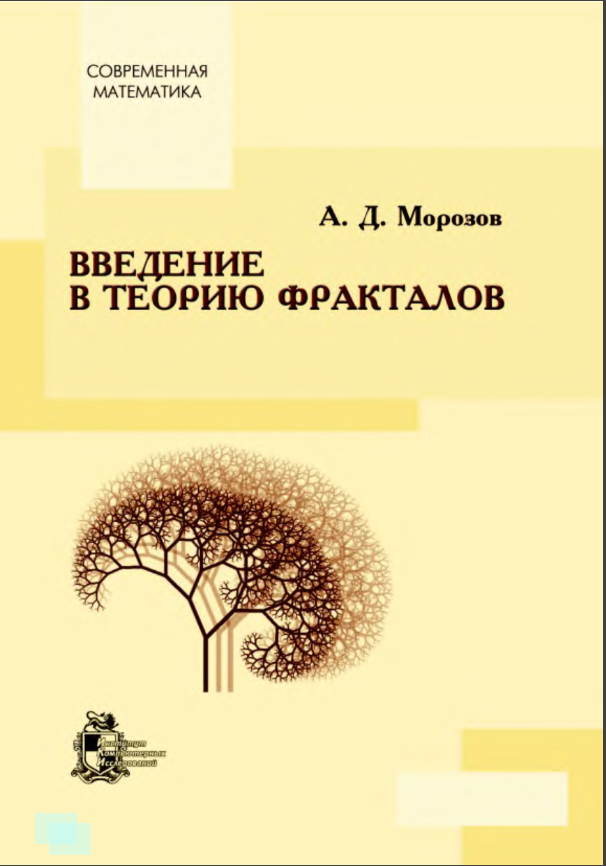 СОВРЕМЕННАЯ
МАТЕМАТИКА
А. Д. Морозов
ВВЕДЕНИЕ
В ТЕОРИЮ ФРАКТАЛОВ
Институт
Компьютерных
Исследований